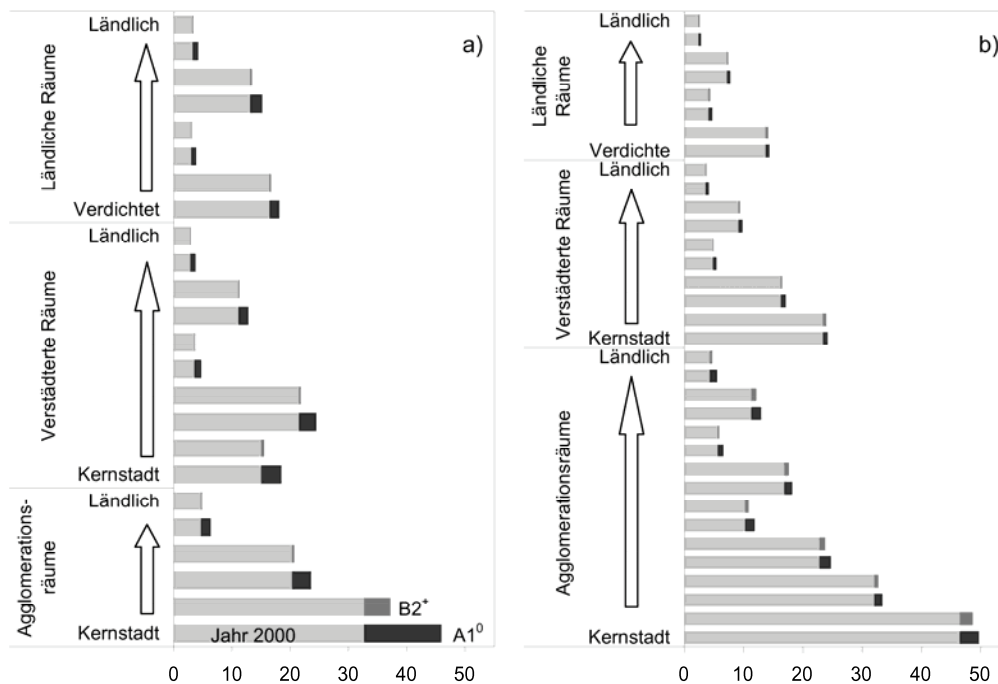 a)
Ländliche Räume
Ländlich
Verdichtet
Verstädterte Räume
Ländlich
Kernstadt
Agglomerations-
räume
Ländlich
B2+
Kernstadt
Jahr 2000
A1⁰
0 10 20 30 40 50
b)
Ländliche
Räume
Ländlich
Verdichte
Verstädterte Räume
Ländlich
Kernstadt
Agglomerationsräume
Ländlich
Kernstadt
0 10 20 30 40 50